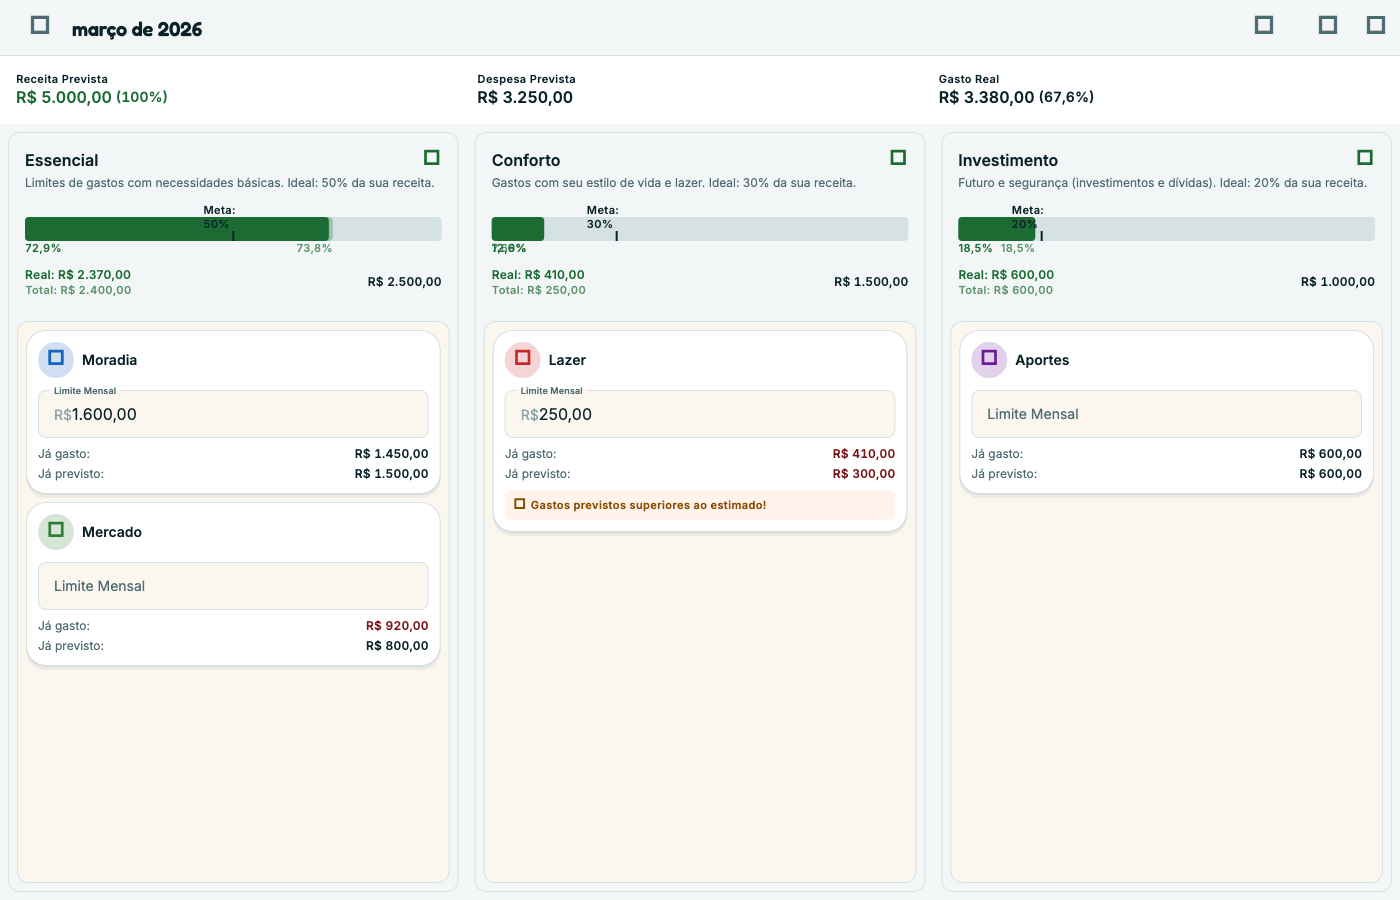 março de 2026
Receita Prevista
R$ 5.000,00 (100%)
Despesa Prevista
R$ 3.250,00
Gasto Real
R$ 3.380,00 (67,6%)
Essencial
Limites de gastos com necessidades básicas. Ideal: 50% da sua receita.
Meta:
50%
72,9%
73,8%
Real: R$ 2.370,00
Total: R$ 2.400,00
R$ 2.500,00
Moradia
Limite Mensal
R$1.600,00
Já gasto:
R$ 1.450,00
Já previsto:
R$ 1.500,00
Mercado
Limite Mensal
Já gasto:
R$ 920,00
Já previsto:
R$ 800,00
Conforto
Gastos com seu estilo de vida e lazer. Ideal: 30% da sua receita.
Meta:
30%
12,6%
Real: R$ 410,00
Total: R$ 250,00
R$ 1.500,00
Lazer
Limite Mensal
R$250,00
Já gasto:
R$ 410,00
Já previsto:
R$ 300,00
Gastos previstos superiores ao estimado!
Investimento
Futuro e segurança (investimentos e dívidas). Ideal: 20% da sua receita.
Meta:
20%
18,5%
18,5%
Real: R$ 600,00
Total: R$ 600,00
R$ 1.000,00
Aportes
Limite Mensal
Já gasto:
R$ 600,00
Já previsto:
R$ 600,00